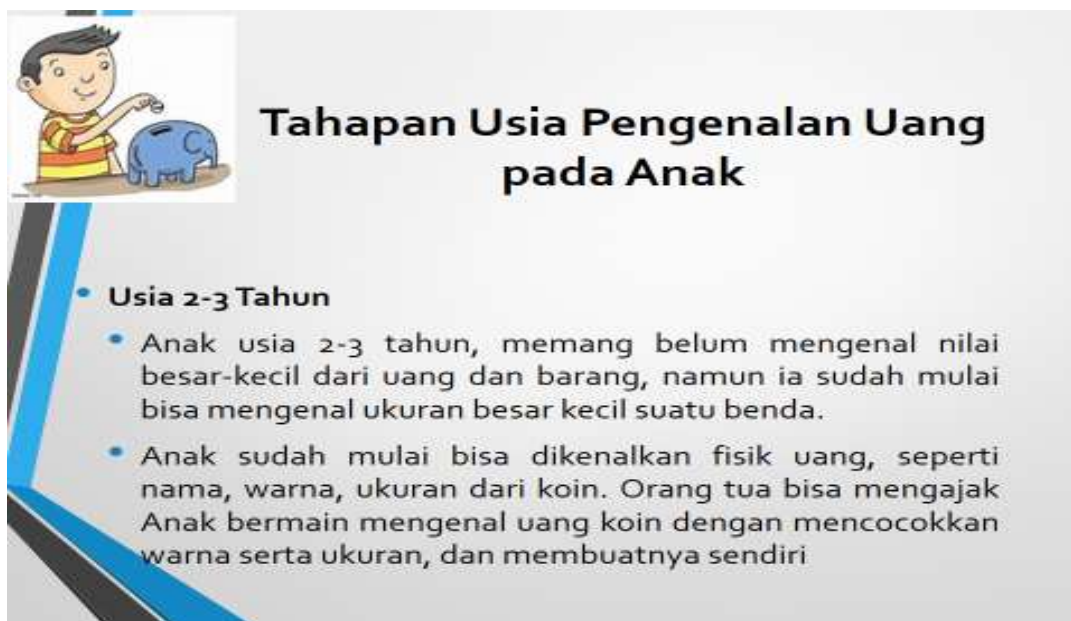 Tahapan Usia Pengenalan Uang
pada Anak
• Usia 2-3 Tahun
• Anak usia 2-3 tahun, memang belum mengenal nilai
besar-kecil dari uang dan barang, namun ia sudah mulai
bisa mengenal ukuran besar kecil suatu benda.
• Anak sudah mulai bisa dikenalkan fisik uang, seperti
nama, warna, ukuran dari koin. Orang tua bisa mengajak
Anak bermain mengenal uang koin dengan mencocokkan
warna serta ukuran, dan membuatnya sendiri